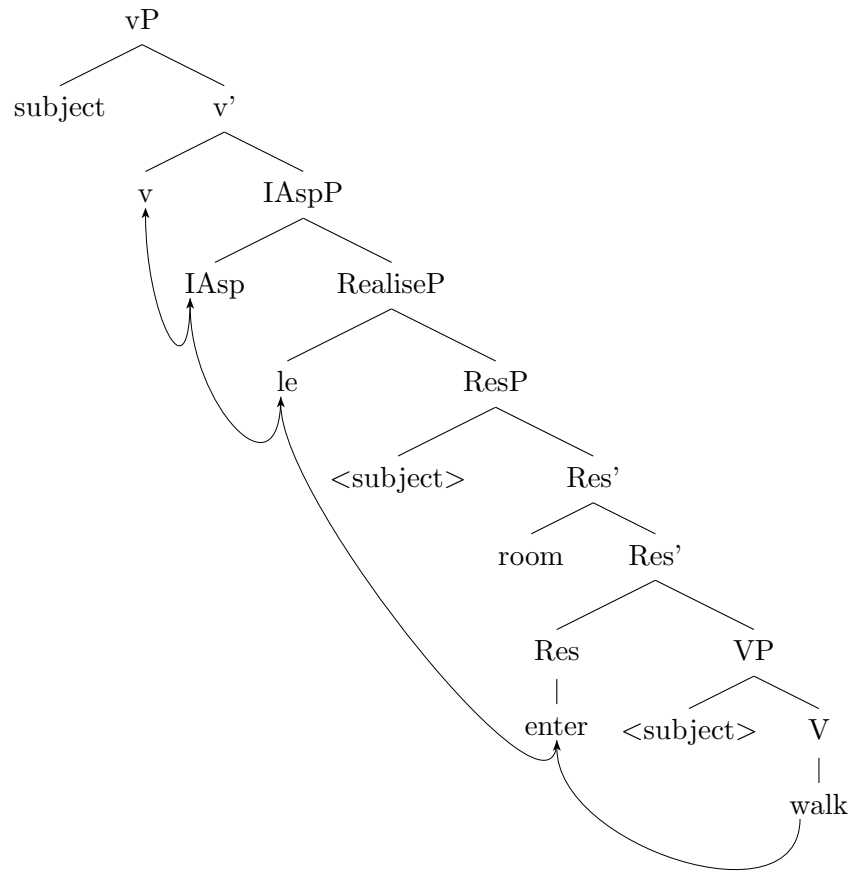 vP
subject v'
v IAspP
IAsp RealiseP
le ResP
<subject> Res'
room Res'
Res VP
enter <subject> V
walk